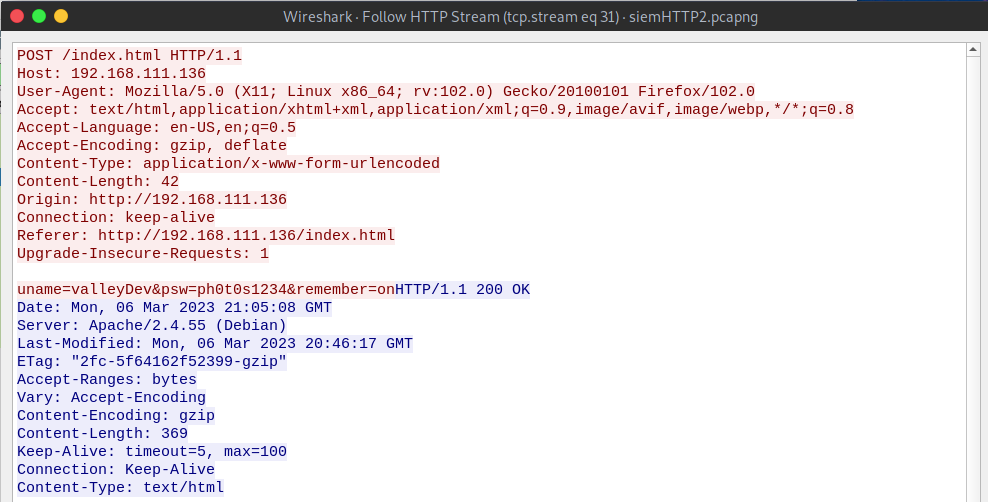 Wireshark · Follow HTTP Stream (tcp.stream eq 31) · siemHTTP2.pcapng
POST /index.html HTTP/1.1
Host: 192.168.111.136
User-Agent: Mozilla/5.0 (X11; Linux x86_64; rv:102.0) Gecko/20100101 Firefox/102.0
Accept: text/html,application/xhtml+xml,application/xml;q=0.9,image/avif,image/webp,*/*;q=0.8
Accept-Language: en-US,en;q=0.5
Accept-Encoding: gzip, deflate
Content-Type: application/x-www-form-urlencoded
Content-Length: 42
Origin: http://192.168.111.136
Connection: keep-alive
Referer: http://192.168.111.136/index.html
Upgrade-Insecure-Requests: 1
uname=valleyDev&psw=ph0t0s1234&remember=onHTTP/1.1 200 OK
Date: Mon, 06 Mar 2023 21:05:08 GMT
Server: Apache/2.4.55 (Debian)
Last-Modified: Mon, 06 Mar 2023 20:46:17 GMT
ETag: "2fc-5f64162f52399-gzip"
Accept-Ranges: bytes
Vary: Accept-Encoding
Content-Encoding: gzip
Content-Length: 369
Keep-Alive: timeout=5, max=100
Connection: Keep-Alive
Content-Type: text/html